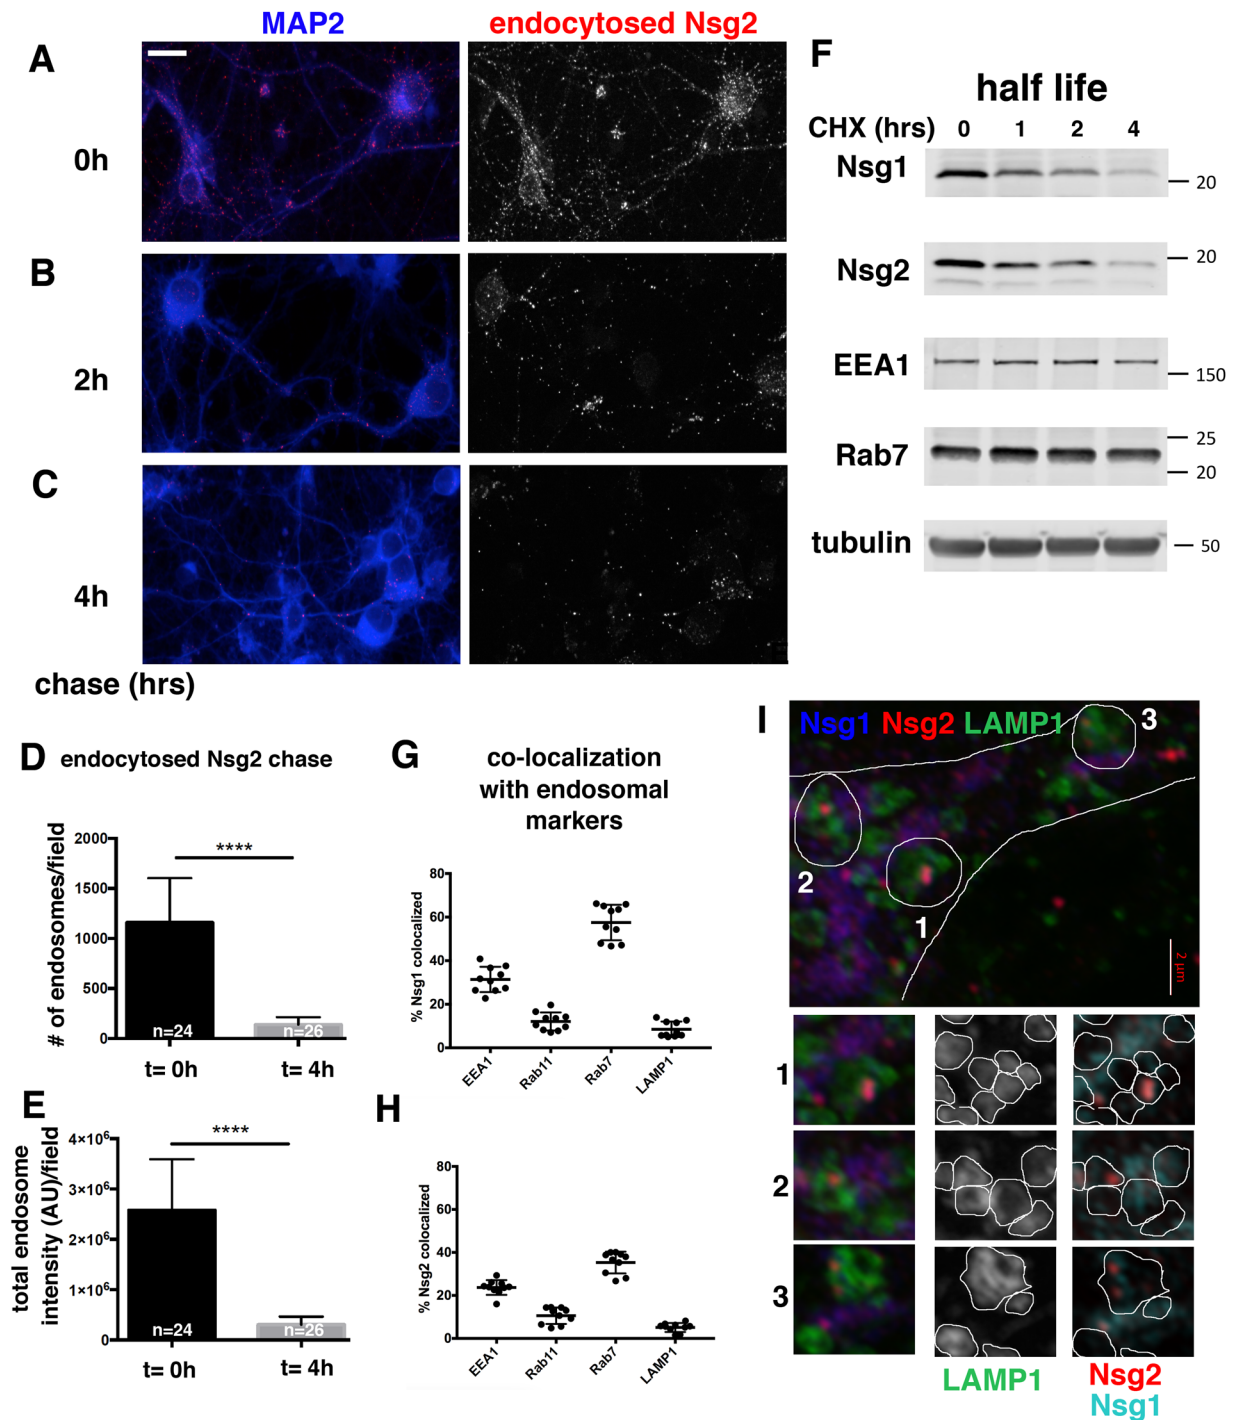 MAP2
endocytosed Nsg2
A
0h
B
2h
C
4h
chase (hrs)
F
half life
CHX (hrs) 0 1 2 4
Nsg1
20
Nsg2
20
EEA1
150
Rab7
25
20
tubulin
50
D endocytosed Nsg2 chase
# of endosomes/field
2000
1500
1000
500
0
****
n=24
n=26
t= 0h
t= 4h
E
total endosome
intensity (AU)/field
4×10⁶
3×10⁶
2×10⁶
1×10⁶
0
****
n=24
n=26
t= 0h
t= 4h
G
co-localization
with endosomal
markers
% Nsg1 colocalized
80
60
40
20
0
EEA1
Rab11
Rab7
LAMP1
H
% Nsg2 colocalized
80
60
40
20
0
EEA1
Rab11
Rab7
LAMP1
I
Nsg1 Nsg2 LAMP1
3
2
1
2 µm
1
2
3
LAMP1
Nsg2
Nsg1